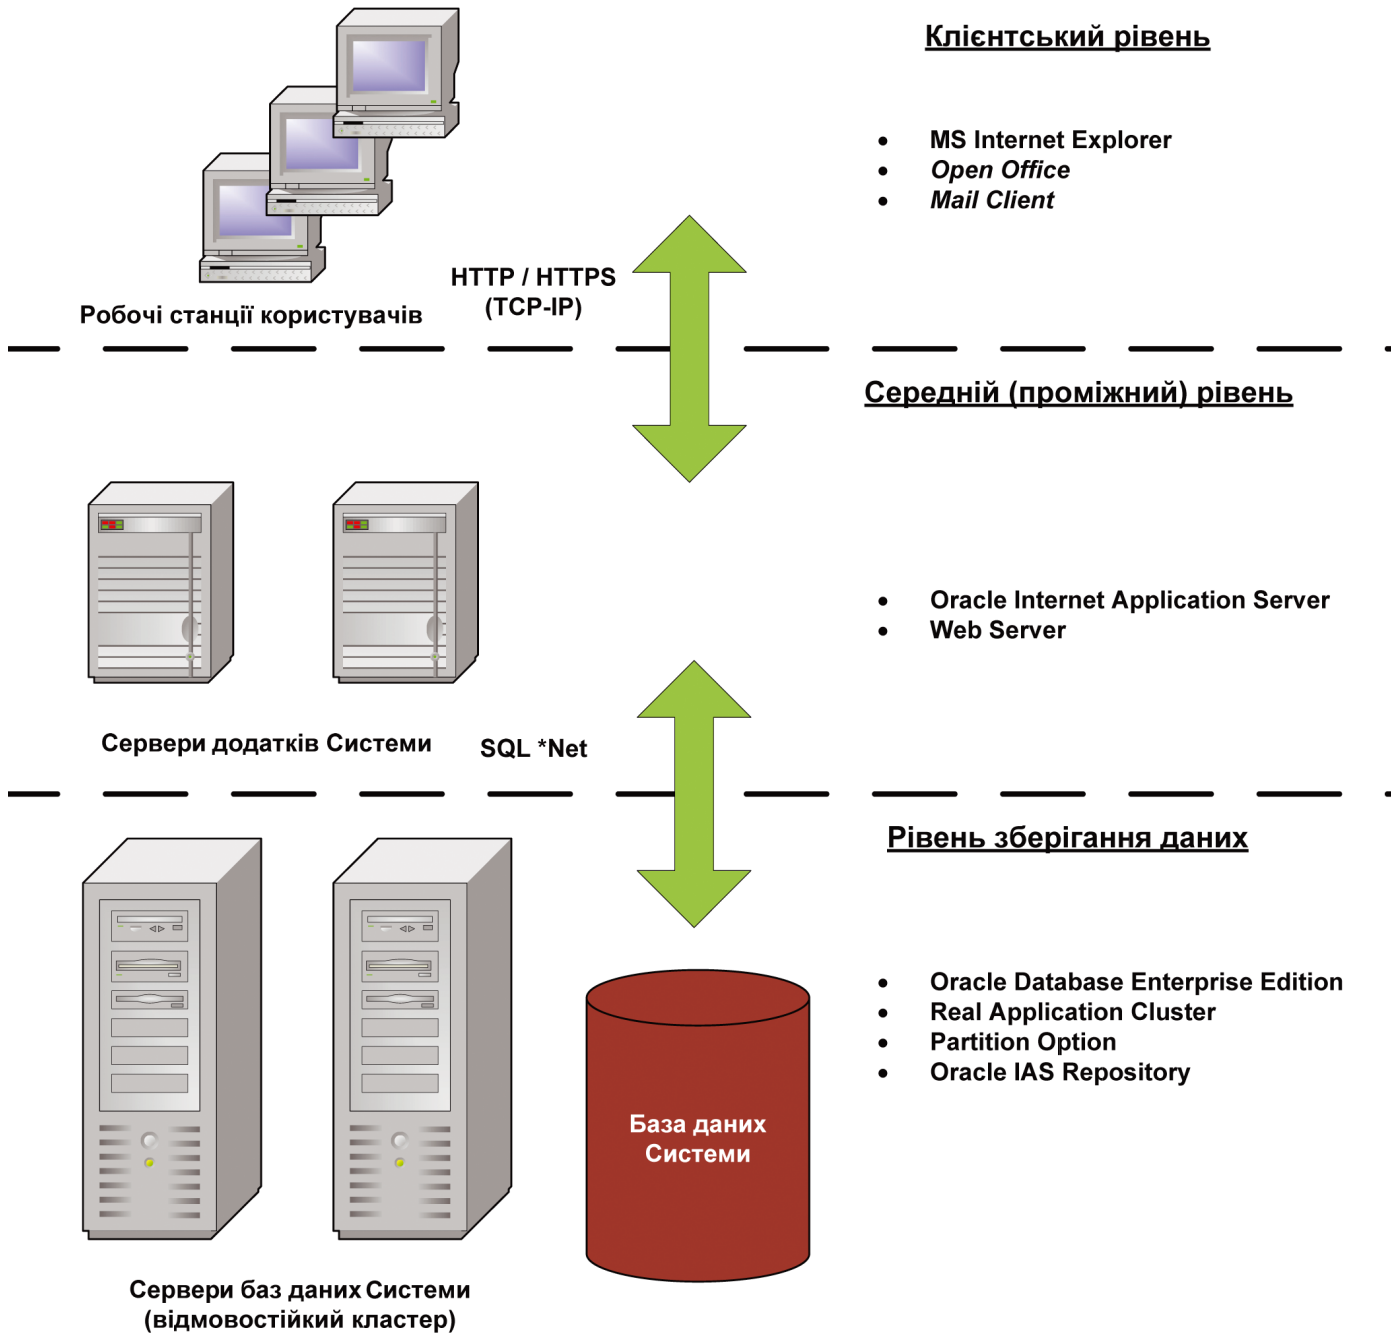 Клієнтський рівень
• MS Internet Explorer
• Open Office
• Mail Client
HTTP / HTTPS
(TCP-IP)
Робочі станції користувачів
Середній (проміжний) рівень
• Oracle Internet Application Server
• Web Server
Сервери додатків Системи
SQL *Net
Рівень зберігання даних
• Oracle Database Enterprise Edition
• Real Application Cluster
• Partition Option
• Oracle IAS Repository
База даних
Системи
Сервери баз даних Системи
(відмовостійкий кластер)